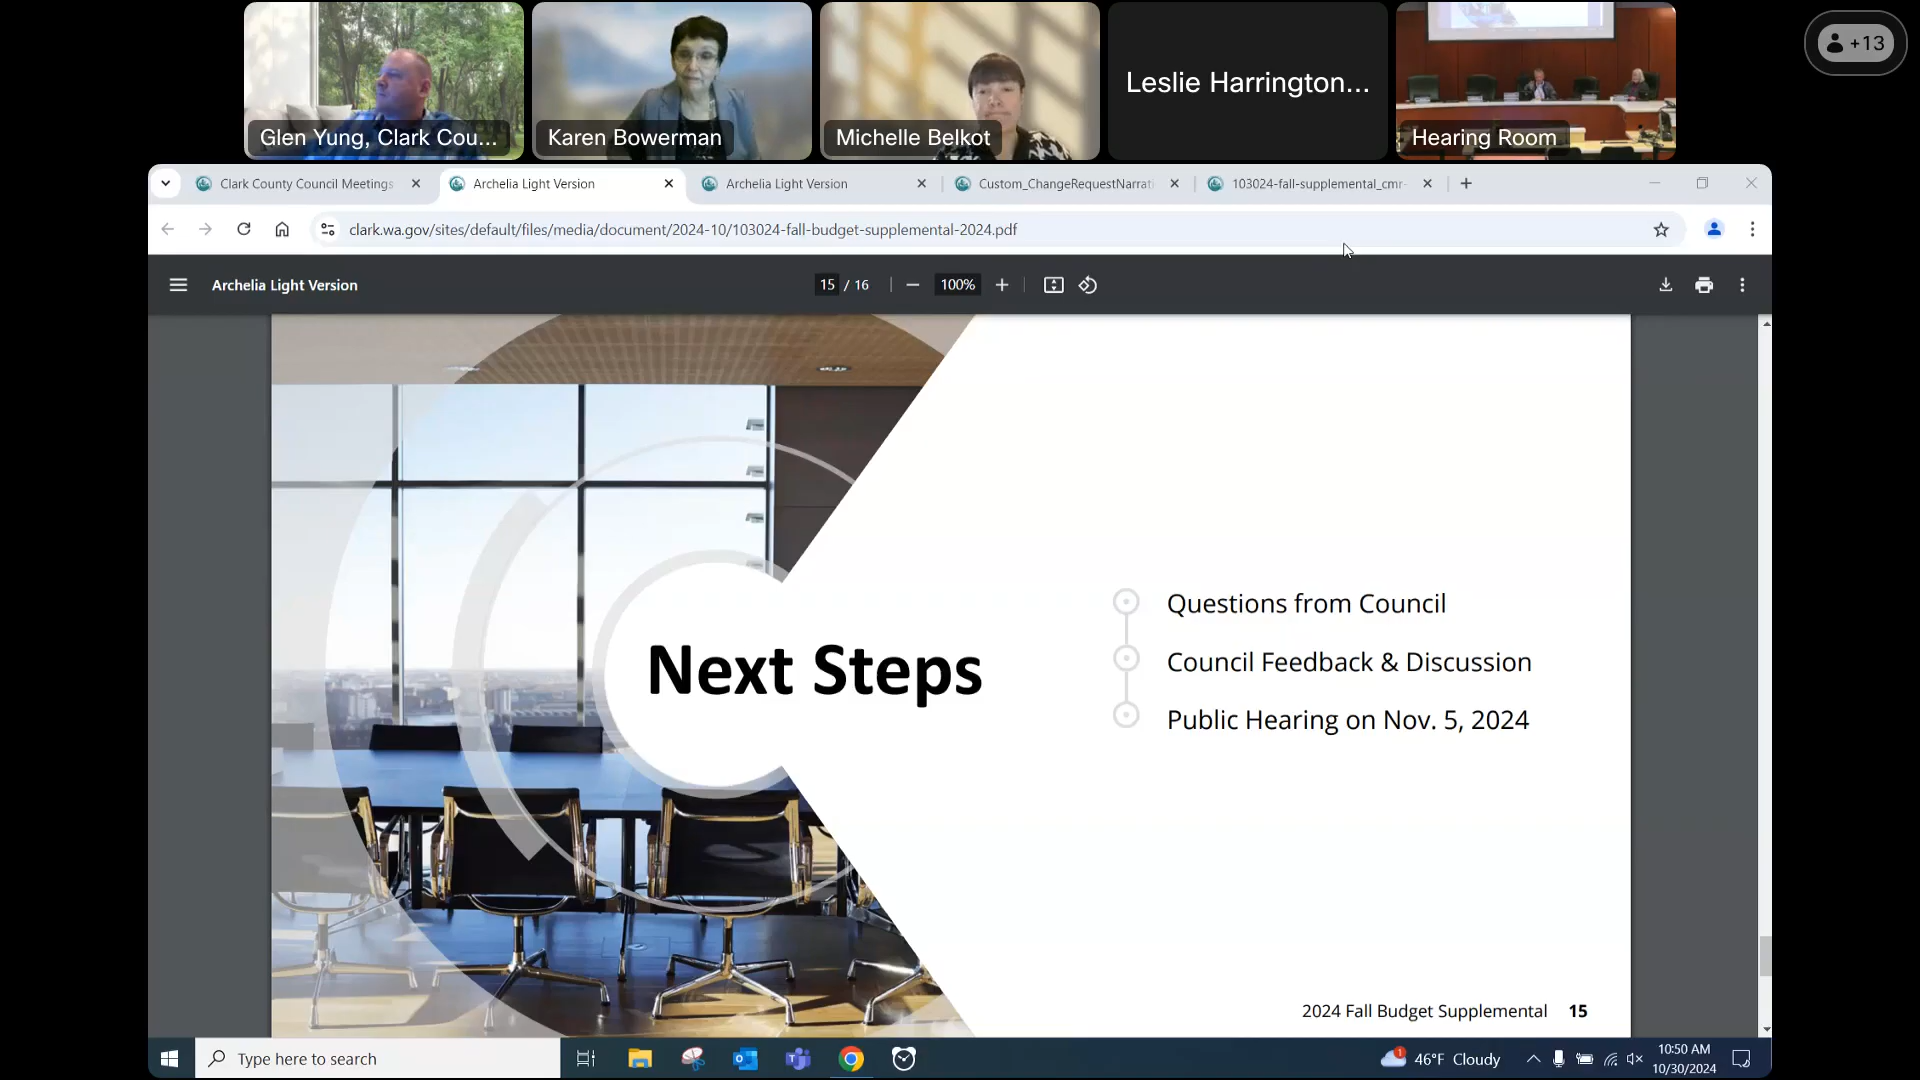 Glen Yung, Clark Cou...
Karen Bowerman
Michelle Belkot
Leslie Harrington...
Hearing Room
+13
Clark County Council Meetings
Archelia Light Version
Archelia Light Version
Custom_ChangeRequestNarrati
103024-fall-supplemental_cmr-
clark.wa.gov/sites/default/files/media/document/2024-10/103024-fall-budget-supplemental-2024.pdf
Archelia Light Version
15 / 16
100%
Next Steps
Questions from Council
Council Feedback & Discussion
Public Hearing on Nov. 5, 2024
2024 Fall Budget Supplemental 15
Type here to search
1
46°F Cloudy
10:50 AM
10/30/2024